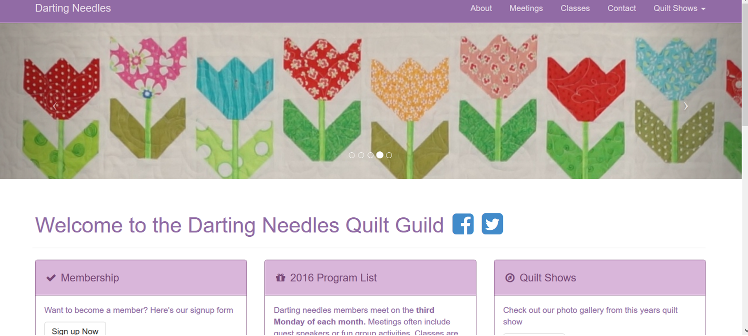 Darting Needles About Meetings Classes Contact Quilt Shows
Welcome to the Darting Needles Quilt Guild
Membership
Want to become a member? Here's our signup form
Sign up Now
2016 Program List
Darting needles members meet on the third
Monday of each month. Meetings often include
guest speakers or fun group activities. Classes are
Quilt Shows
Check out our photo gallery from this years quilt
show